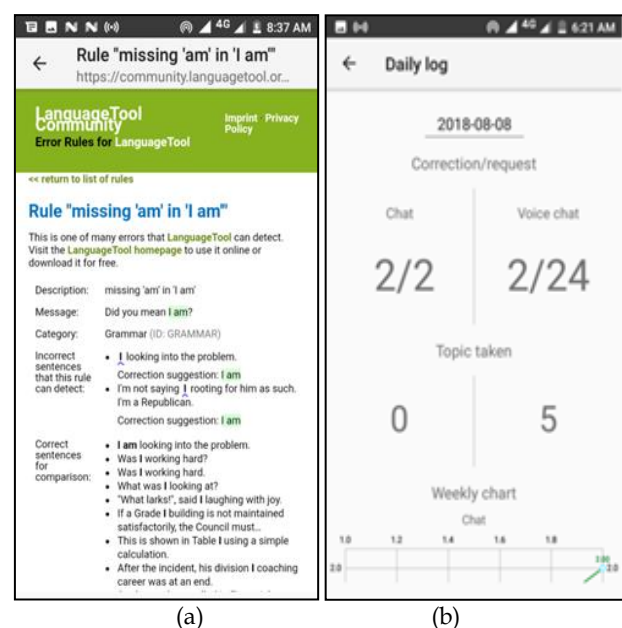 4G 8:37 AM
Rule "missing 'am' in 'I am'"
https://community.languagetool.or...
LanguageTool
Community
Error Rules for LanguageTool
Imprint Privacy
Policy
<< return to list of rules
Rule "missing 'am' in 'I am'"
This is one of many errors that LanguageTool can detect.
Visit the LanguageTool homepage to use it online or
download it for free.
Description: missing 'am' in 'I am'
Message: Did you mean I am?
Category: Grammar (ID: GRAMMAR)
Incorrect
sentences
that this rule
can detect:
• I looking into the problem.
Correction suggestion: I am
• I'm not saying I rooting for him as such.
I'm a Republican.
Correction suggestion: I am
Correct
sentences
for
comparison:
• I am looking into the problem.
• Was I working hard?
• Was I working hard.
• What was I looking at?
• "What larks!", said I laughing with joy.
• If a Grade I building is not maintained
satisfactorily, the Council must...
• This is shown in Table I using a simple
calculation.
• After the incident, his division I coaching
career was at an end.
(a)
4G 6:21 AM
Daily log
2018-08-08
Correction/request
Chat Voice chat
2/2 2/24
Topic taken
0 5
Weekly chart
Chat
1.0 1.2 1.4 1.6 1.8
2.0 2.00 2.0
(b)